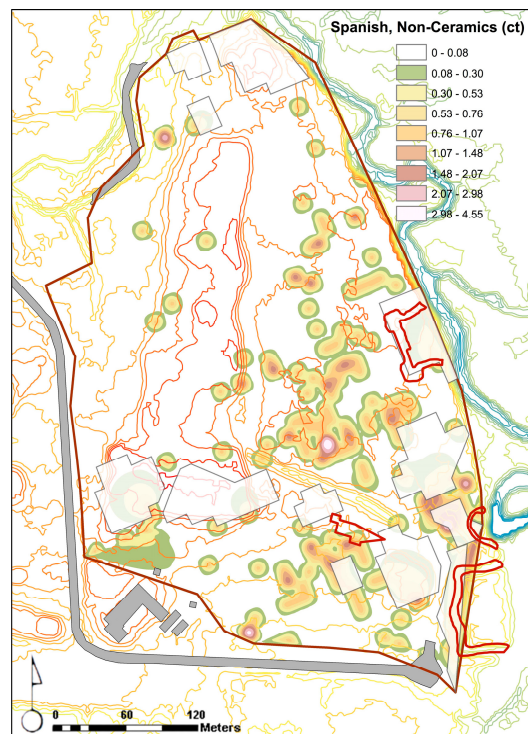 Spanish, Non-Ceramics (ct)
0 - 0.08
0.08 - 0.30
0.30 - 0.53
0.53 - 0.76
0.76 - 1.07
1.07 - 1.48
1.48 - 2.07
2.07 - 2.98
2.98 - 4.55
0 60 120
Meters